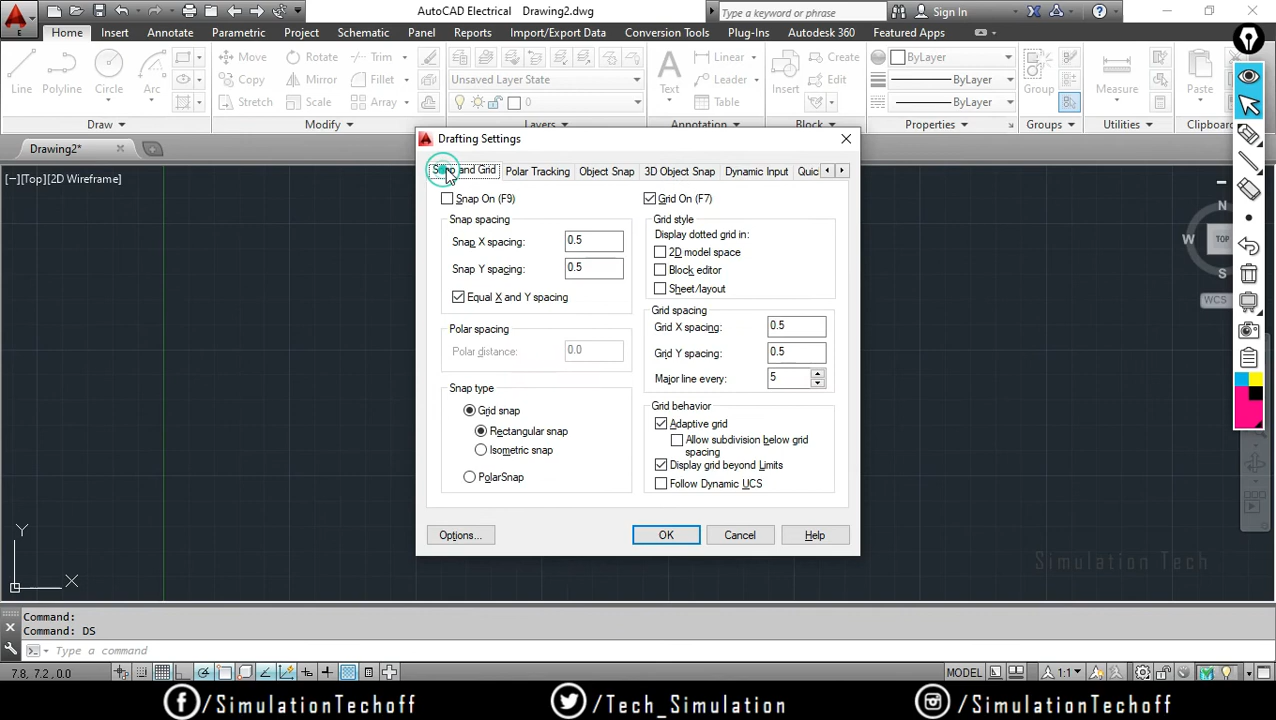 AutoCAD Electrical Drawing2.dwg
Type a keyword or phrase
Sign In
Home Insert Annotate Parametric Project Schematic Panel Reports Import/Export Data Conversion Tools Plug-Ins Autodesk 360 Featured Apps
Line Polyline Circle Arc
Move Rotate Trim
Copy Mirror Fillet
Stretch Scale Array
Unsaved Layer State
0
Text
Linear
Leader
Table
Insert
Create
Edit
ByLayer
ByLayer
ByLayer
Group
Measure
Paste
Draw Modify Layers Annotation Block Properties Groups Utilities
Drawing2*
[−][Top][2D Wireframe]
N
W TOP
S
WCS
Drafting Settings
Snap and Grid Polar Tracking Object Snap 3D Object Snap Dynamic Input Quic
Snap On (F9)
Grid On (F7)
Snap spacing
Snap X spacing: 0.5
Snap Y spacing: 0.5
Equal X and Y spacing
Polar spacing
Polar distance: 0.0
Snap type
Grid snap
Rectangular snap
Isometric snap
PolarSnap
Grid style
Display dotted grid in:
2D model space
Block editor
Sheet/layout
Grid spacing
Grid X spacing: 0.5
Grid Y spacing: 0.5
Major line every: 5
Grid behavior
Adaptive grid
Allow subdivision below grid
spacing
Display grid beyond Limits
Follow Dynamic UCS
Options... OK Cancel Help
Simulation Tech
Y
X
Command:
Command: DS
Type a command
7.8, 7.2, 0.0
MODEL
1:1
/SimulationTechoff /Tech_Simulation /SimulationTechoff